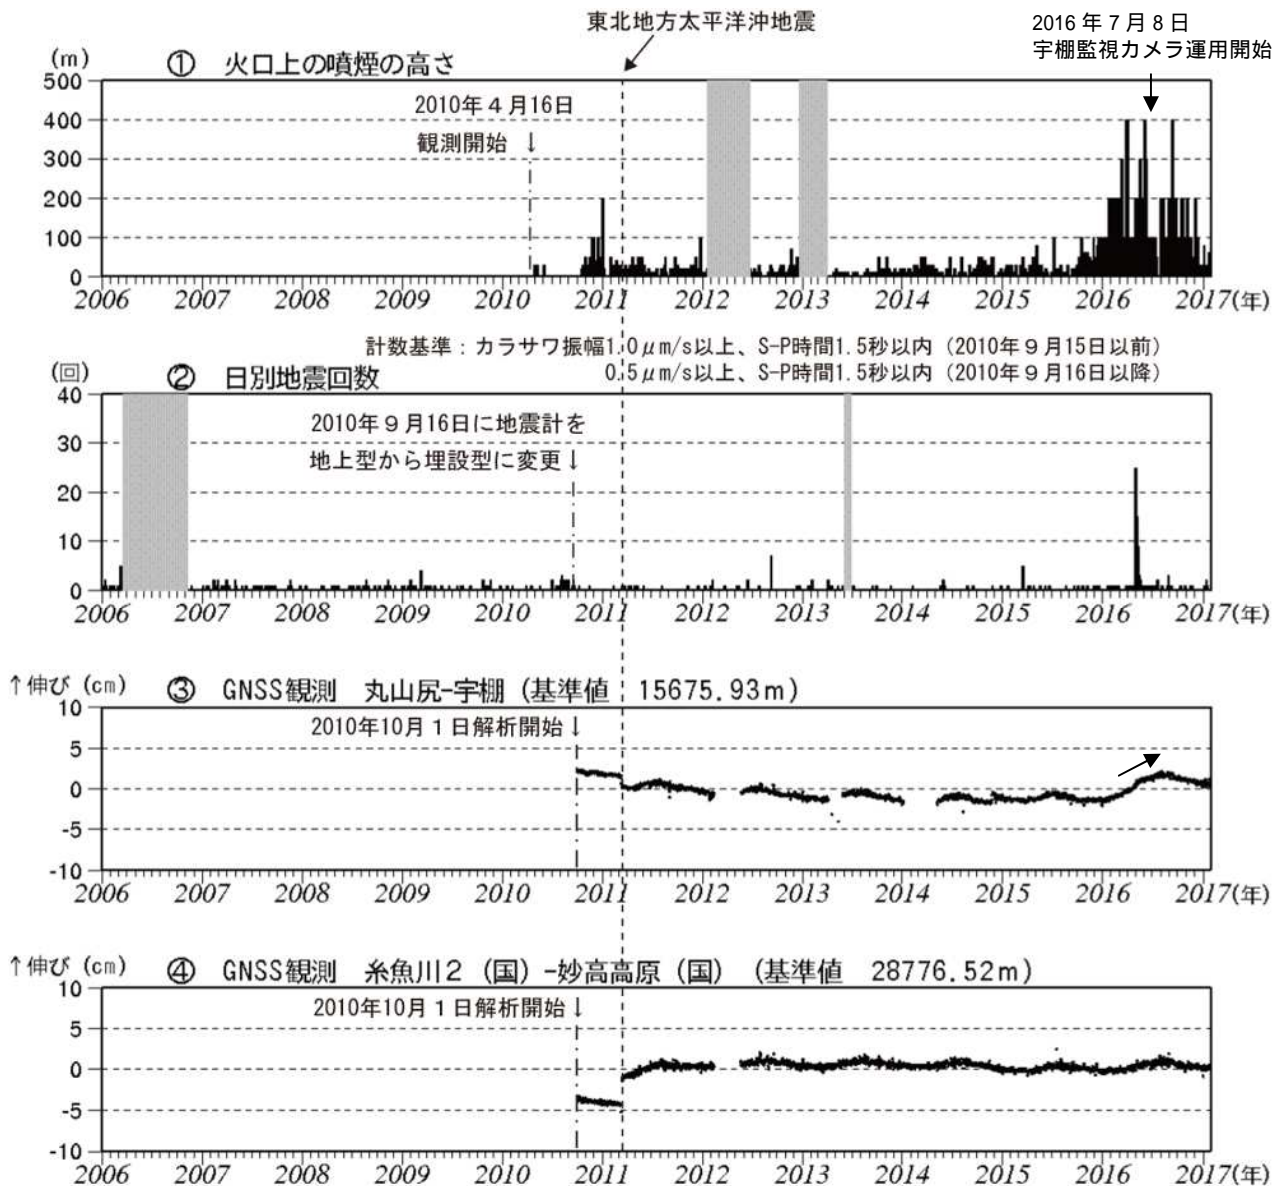 東北地方太平洋沖地震
2016年7月8日
宇棚監視カメラ運用開始
(m) ① 火口上の噴煙の高さ
500
400
300
200
100
0
2010年4月16日
観測開始 ↓
2006 2007 2008 2009 2010 2011 2012 2013 2014 2015 2016 2017(年)
計数基準：カラサワ振幅1.0μm/s以上、S-P時間1.5秒以内（2010年9月15日以前）
0.5μm/s以上、S-P時間1.5秒以内（2010年9月16日以降）
(回) ② 日別地震回数
40
30
20
10
0
2010年9月16日に地震計を
地上型から埋設型に変更↓
2006 2007 2008 2009 2010 2011 2012 2013 2014 2015 2016 2017(年)
↑伸び (cm) ③ GNSS観測 丸山尻-宇棚（基準値 15675.93m）
10
5
0
-5
-10
2010年10月1日解析開始↓
2006 2007 2008 2009 2010 2011 2012 2013 2014 2015 2016 2017(年)
↑伸び (cm) ④ GNSS観測 糸魚川2（国）-妙高高原（国）（基準値 28776.52m）
10
5
0
-5
-10
2010年10月1日解析開始↓
2006 2007 2008 2009 2010 2011 2012 2013 2014 2015 2016 2017(年)